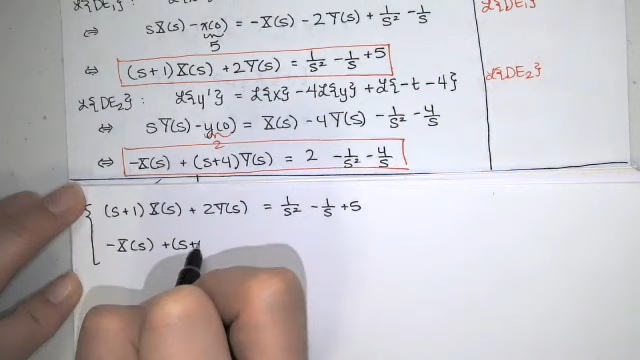 ℒ{DE₁}
⇔ sX(s) - x(0) = -X(s) - 2Y(s) + 1/s² - 1/s
5
⇔ (s+1)X(s) + 2Y(s) = 1/s² - 1/s + 5
ℒ{DE₂}: ℒ{y'} = ℒ{x} - 4ℒ{y} + ℒ{-t-4}
ℒ{DE₂}
⇔ sY(s) - y(0) = X(s) - 4Y(s) - 1/s² - 4/s
2
⇔ -X(s) + (s+4)Y(s) = 2 - 1/s² - 4/s
(s+1)X(s) + 2Y(s) = 1/s² - 1/s + 5
-X(s) + (s+